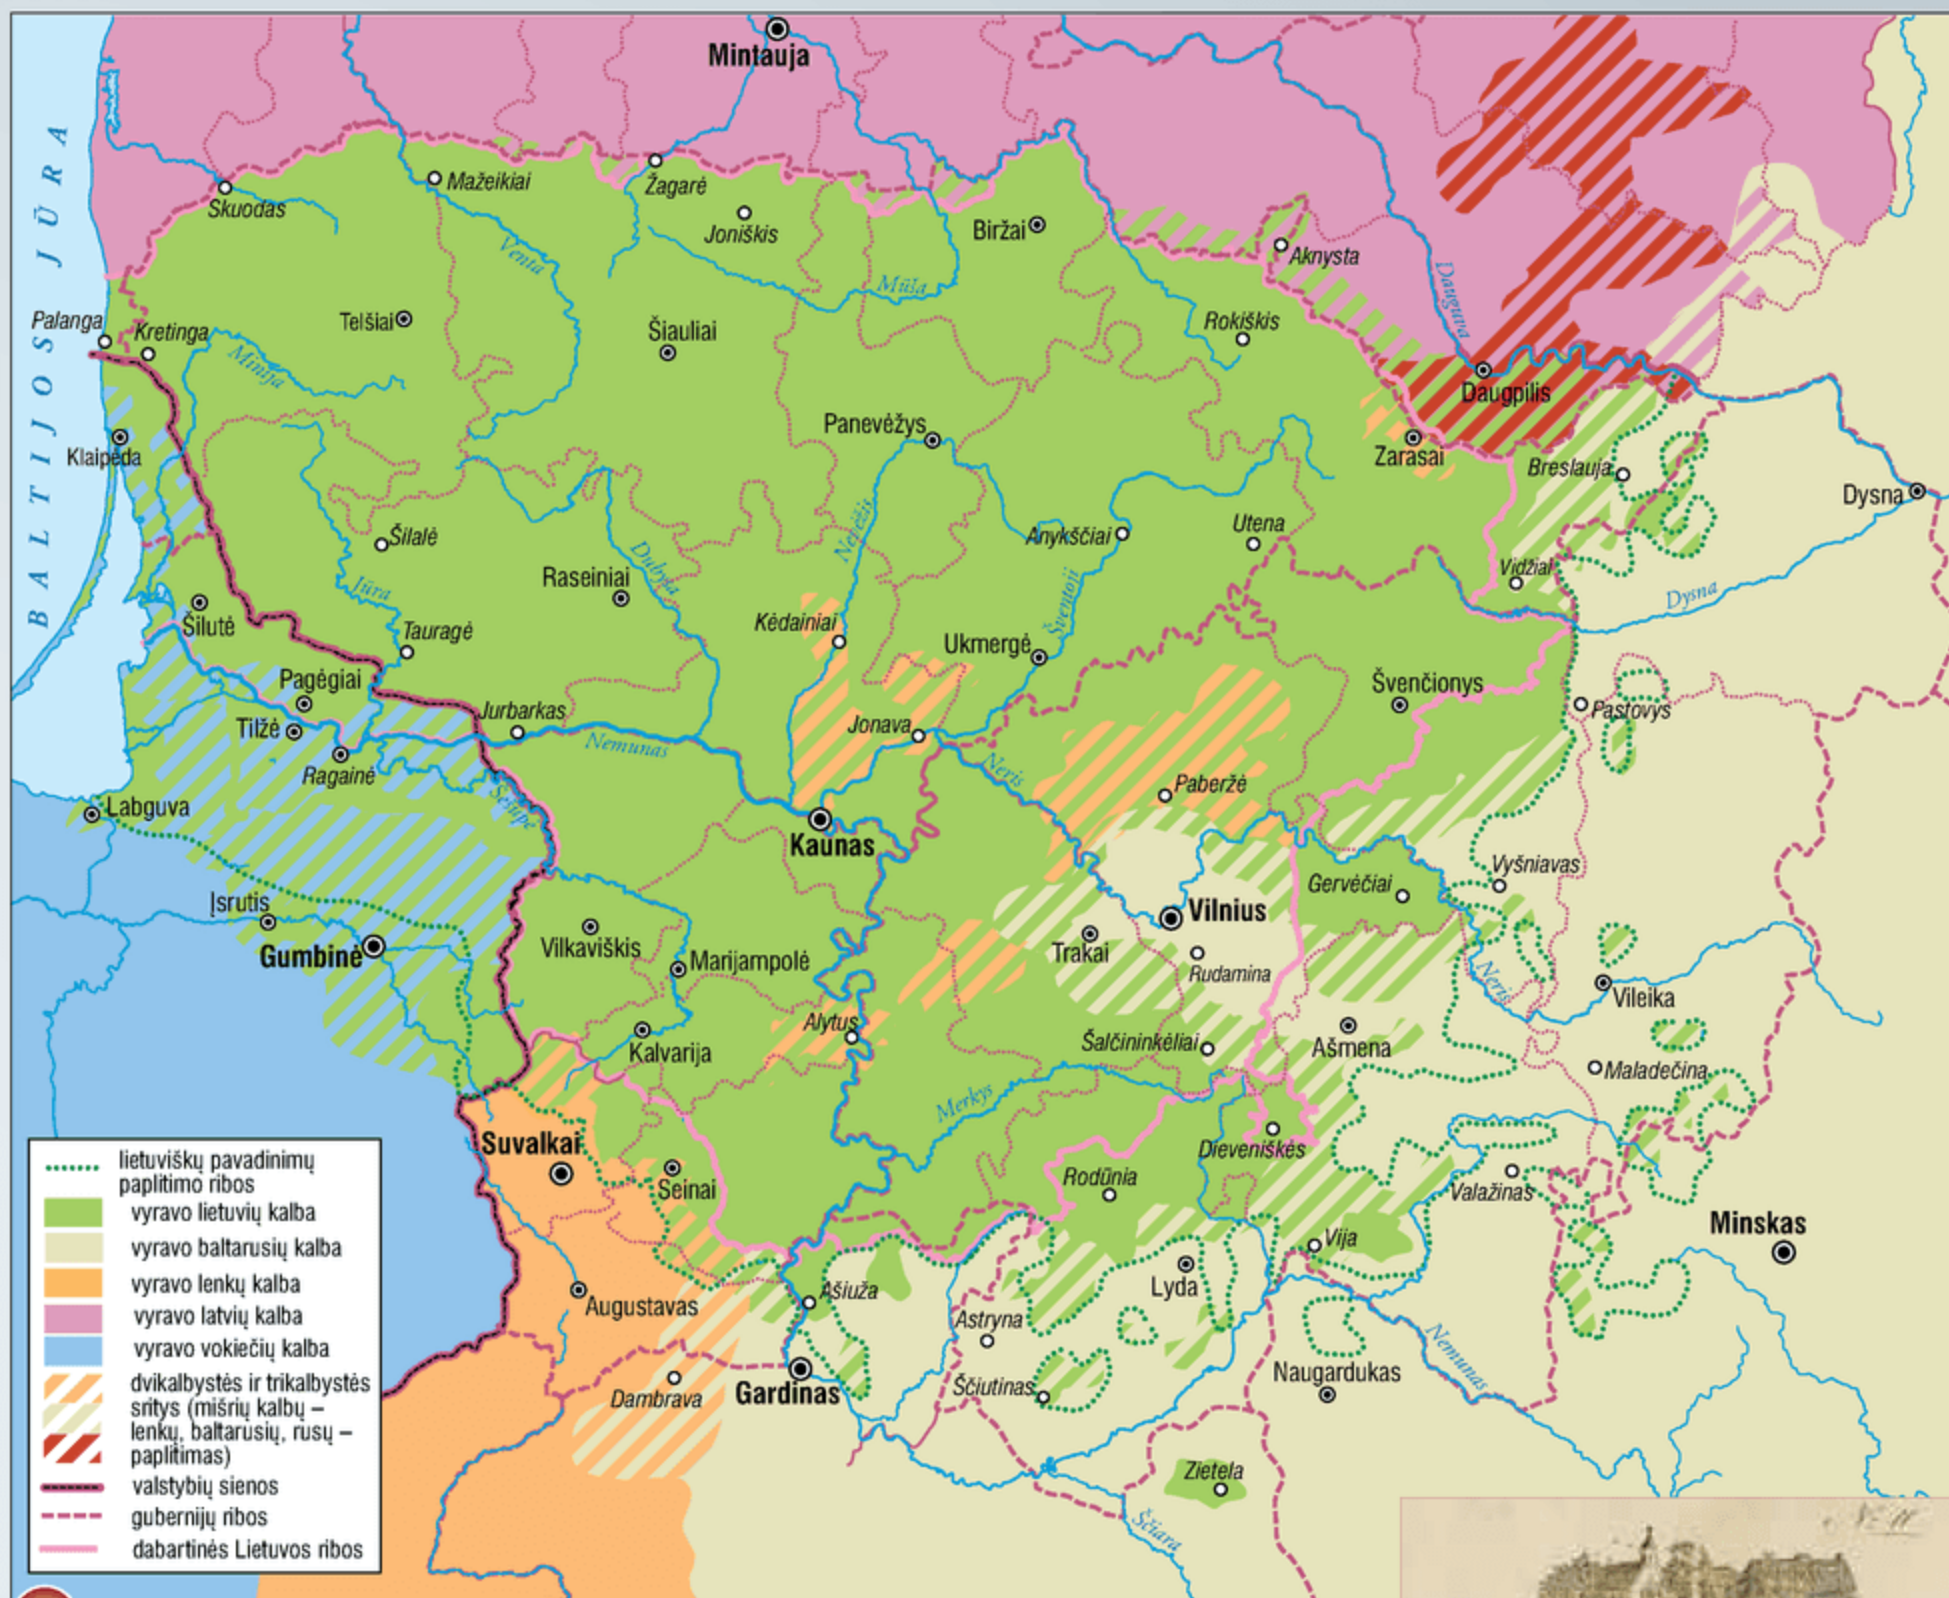 Mintauja
BALTIJOS JŪRA
Skuodas
Mažeikiai
Žagarė
Joniškis
Biržai
Aknysta
Venta
Mūša
Dauguva
Palanga
Kretinga
Telšiai
Šiauliai
Rokiškis
Minija
Daugpilis
Klaipėda
Panevėžys
Zarasai
Breslauja
Dysna
Šilalė
Nevėžis
Anykščiai
Utena
Raseiniai
Dubysa
Vidžiai
Jūra
Dysna
Šilutė
Tauragė
Kėdainiai
Ukmergė
Šventoji
Pagėgiai
Švenčionys
Tilžė
Jurbarkas
Pastovys
Ragainė
Nemunas
Jonava
Neris
Paberžė
Labguva
Šešupė
Kaunas
Vyšniavas
Gervėčiai
Įsrutis
Vilnius
Gumbinė
Vilkaviškis
Marijampolė
Trakai
Rudamina
Neris
Vileika
Alytus
Kalvarija
Šalčininkėliai
Ašmena
Maladečina
Merkys
Suvalkai
Dieveniškės
Seinai
Rodūnia
Valažinas
Minskas
Vija
Lyda
Augustavas
Ašiuža
Astryna
Nemunas
Dambrava
Gardinas
Ščiutinas
Naugardukas
Zietela
Ščiara
lietuviškų pavadinimų
paplitimo ribos
vyravo lietuvių kalba
vyravo baltarusių kalba
vyravo lenkų kalba
vyravo latvių kalba
vyravo vokiečių kalba
dvikalbystės ir trikalbystės
sritys (mišrių kalbų –
lenkų, baltarusių, rusų –
paplitimas)
valstybių sienos
gubernijų ribos
dabartinės Lietuvos ribos